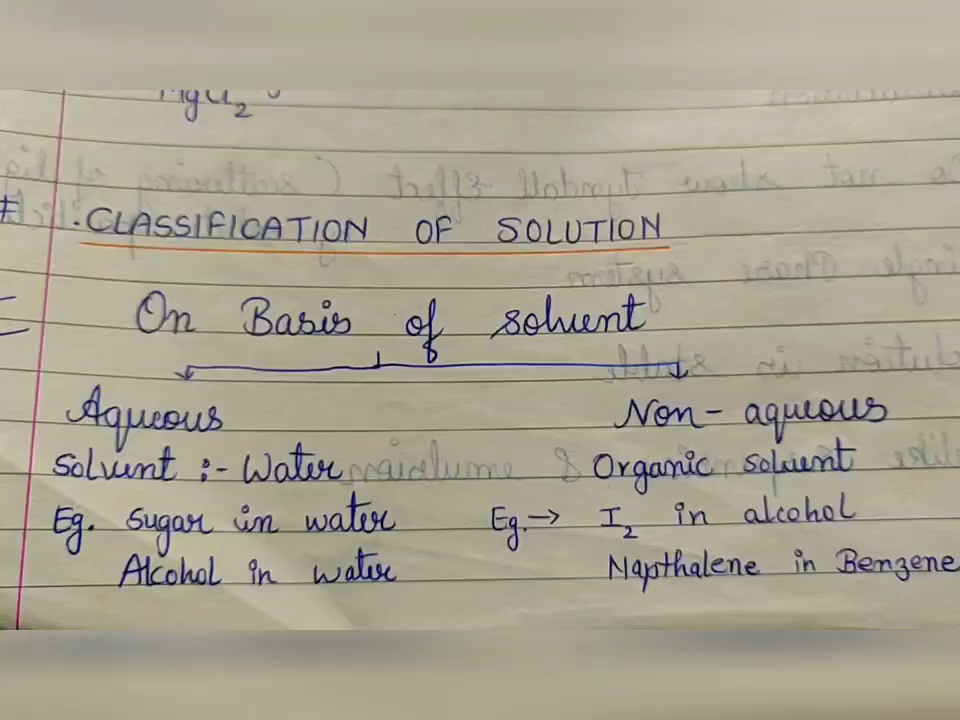 MgCl2
CLASSIFICATION OF SOLUTION
On Basis of solvent
Aqueous Non-aqueous
Solvent :- Water Organic solvent
Eg. Sugar in water Eg.→ I2 in alcohol
Alcohol in water Napthalene in Benzene